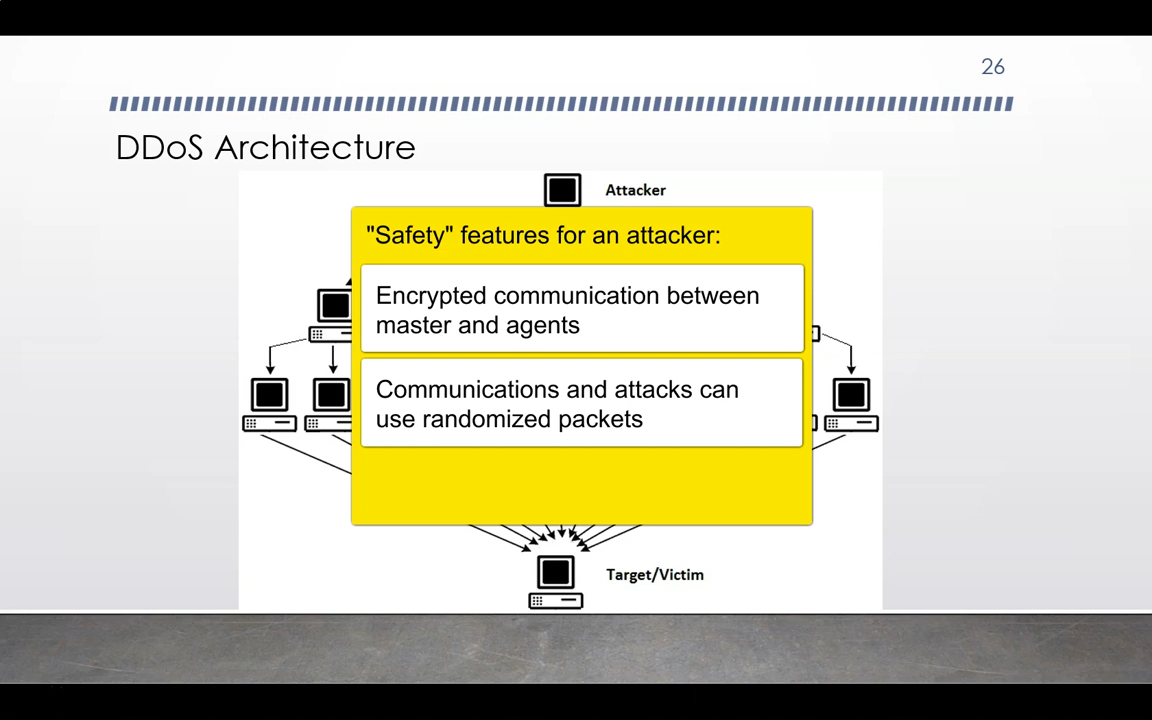 26
DDoS Architecture
Attacker
"Safety" features for an attacker:
Encrypted communication between
master and agents
Communications and attacks can
use randomized packets
Target/Victim